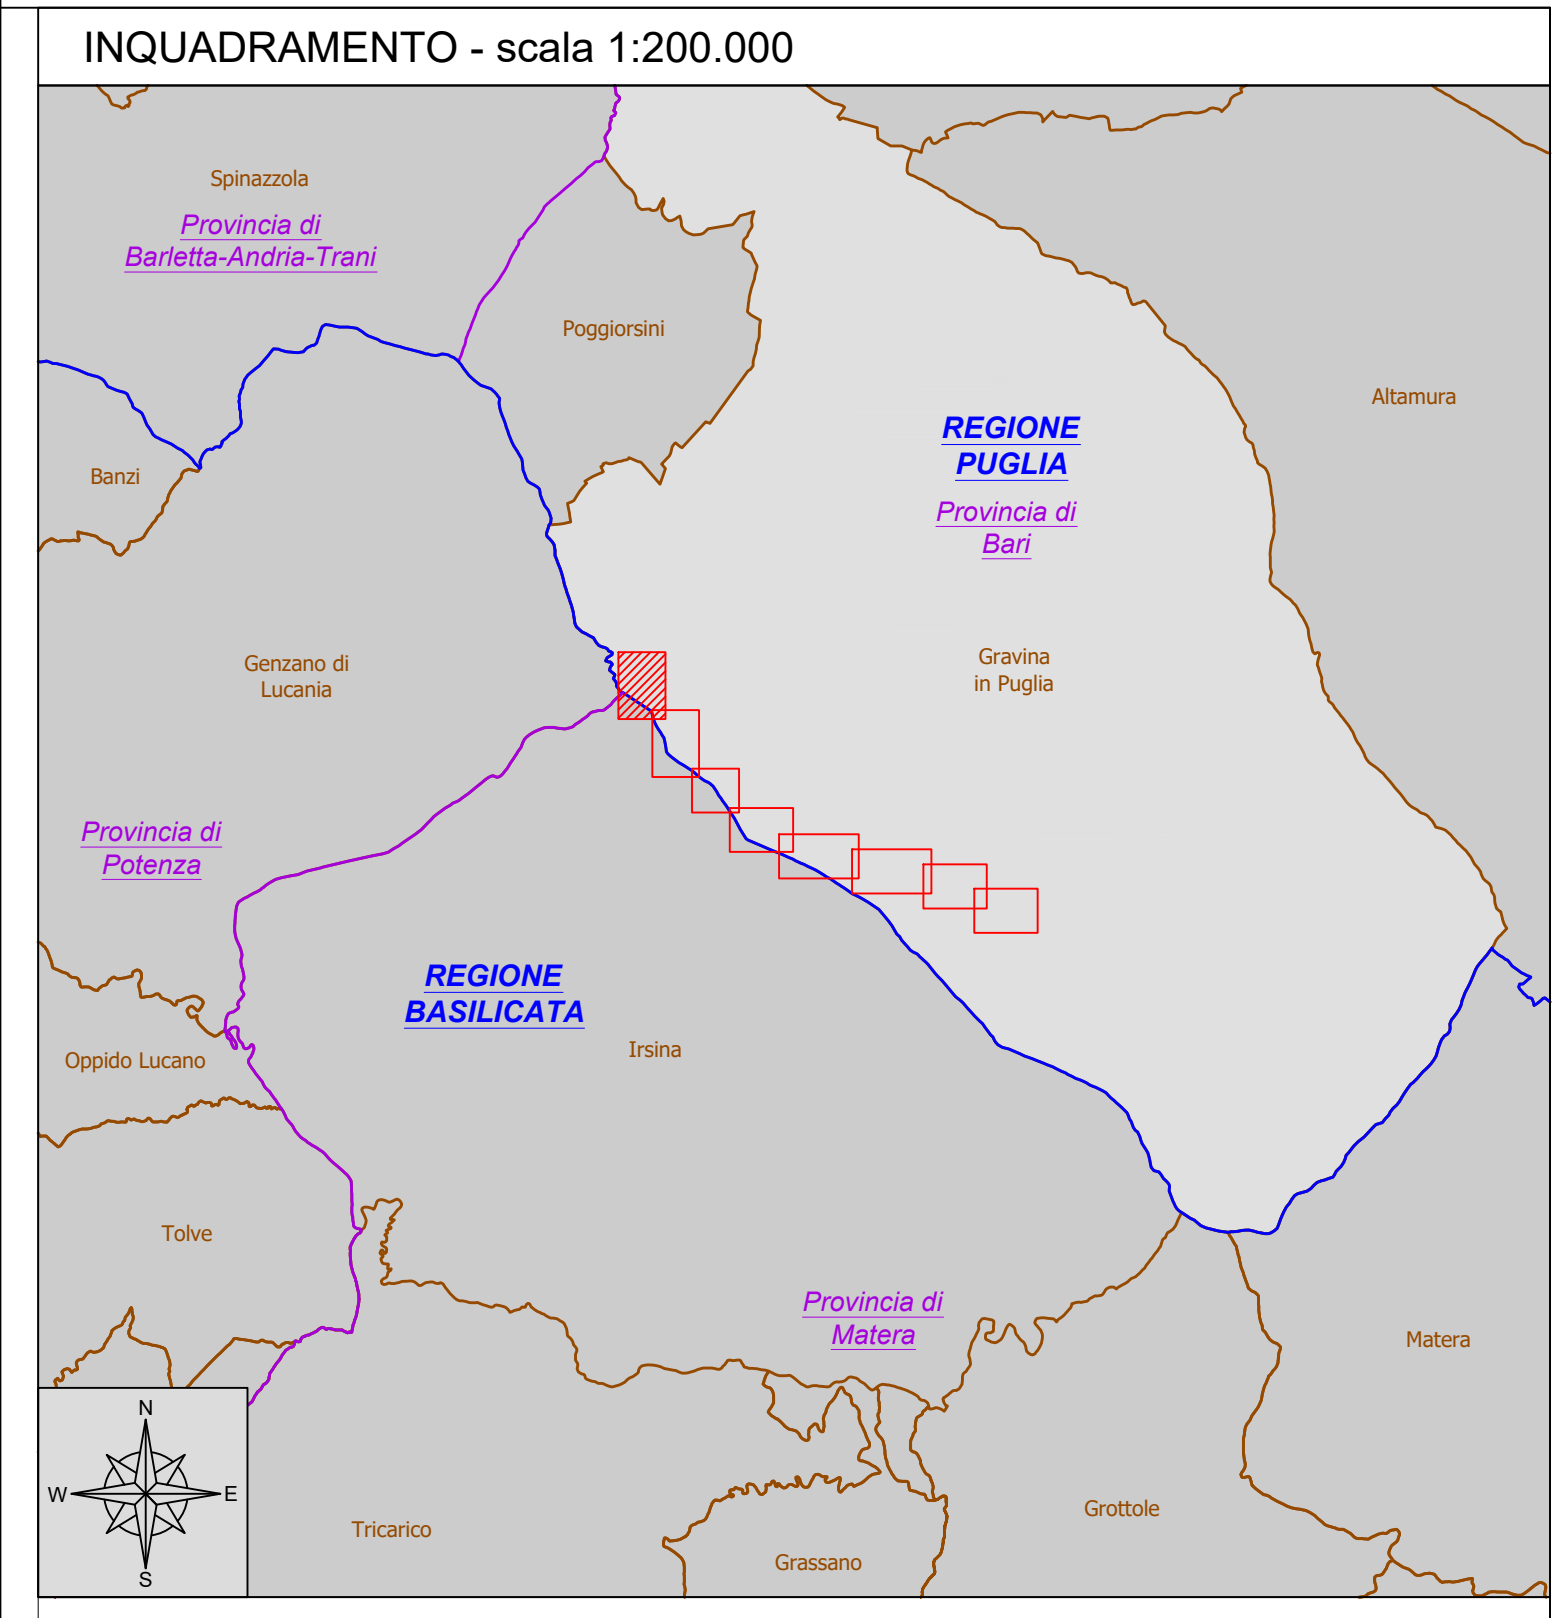 INQUADRAMENTO - scala 1:200.000
Spinazzola
Provincia di
Barletta-Andria-Trani
Poggiorsini
Altamura
REGIONE
PUGLIA
Banzi
Provincia di
Bari
Genzano di
Lucania
Gravina
in Puglia
Provincia di
Potenza
REGIONE
BASILICATA
Irsina
Oppido Lucano
Tolve
Provincia di
Matera
Matera
N
W
E
S
Tricarico
Grassano
Grottole